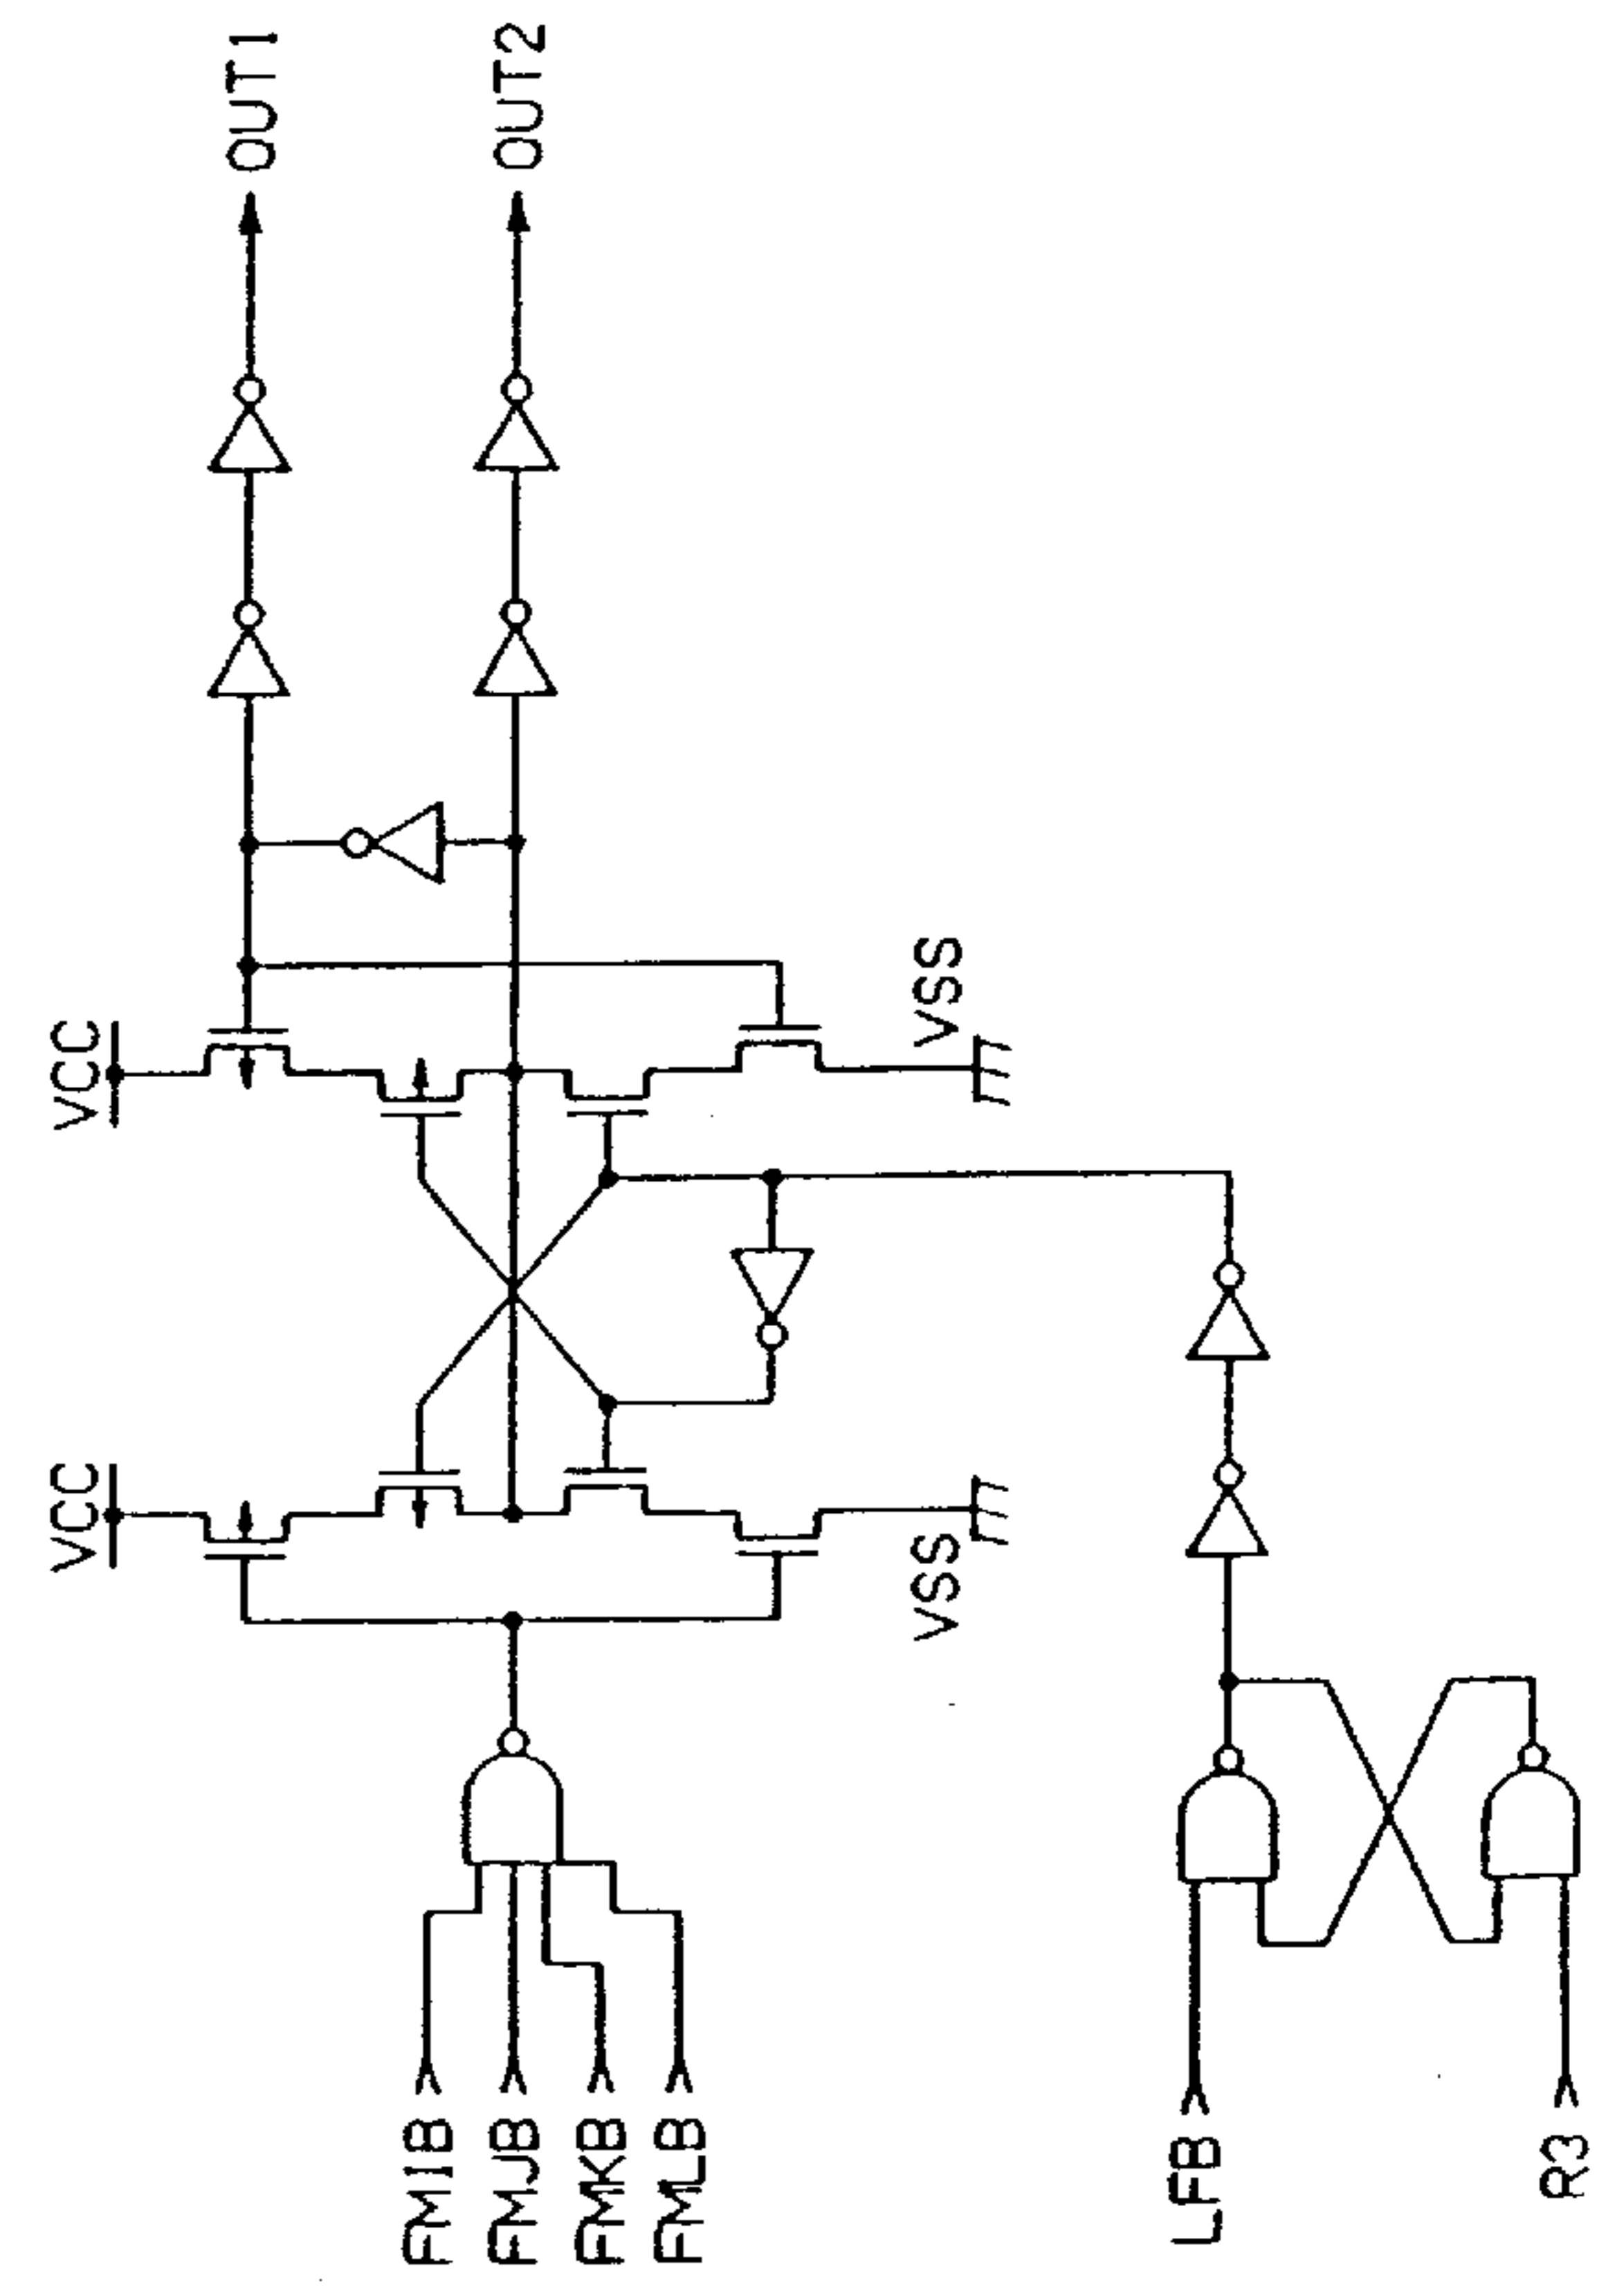 OUT1
OUT2
VCC
VSS
VCC
VSS
FMIB
FMJB
FMKB
FMLB
LFB
R3